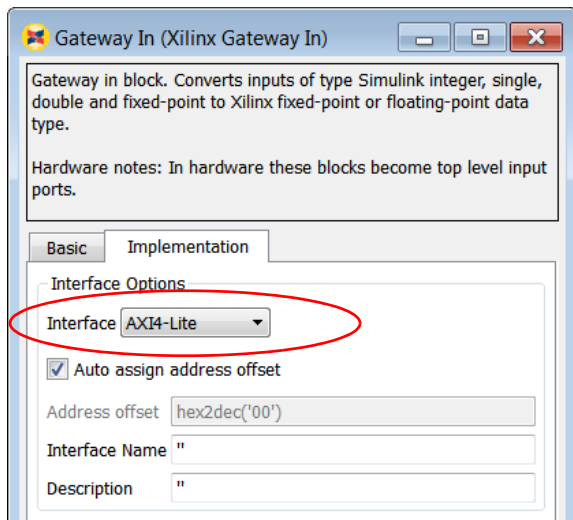 Gateway In (Xilinx Gateway In)
Gateway in block. Converts inputs of type Simulink integer, single,
double and fixed-point to Xilinx fixed-point or floating-point data
type.
Hardware notes: In hardware these blocks become top level input
ports.
Basic Implementation
Interface Options
Interface AXI4-Lite
Auto assign address offset
Address offset hex2dec('00')
Interface Name ''
Description ''